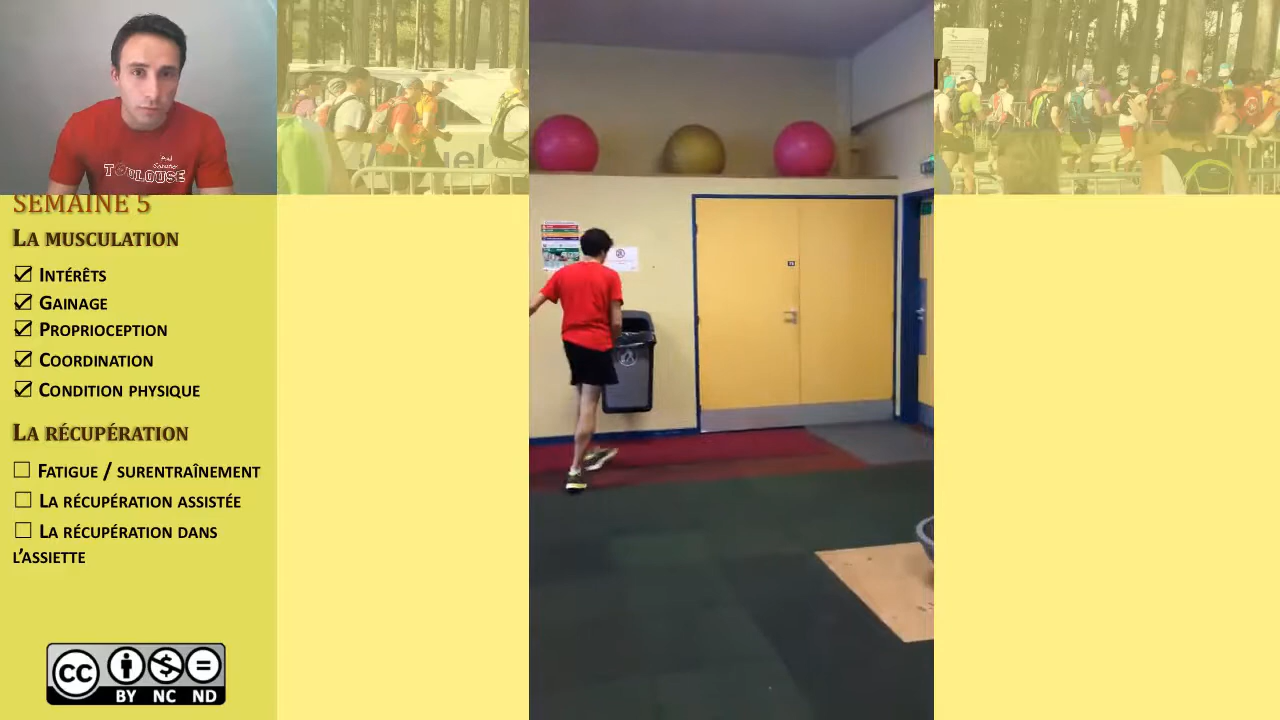 TOULOUSE
SEMAINE 5
LA MUSCULATION
☑ INTÉRÊTS
☑ GAINAGE
☑ PROPRIOCEPTION
☑ COORDINATION
☑ CONDITION PHYSIQUE
LA RÉCUPÉRATION
☐ FATIGUE / SURENTRAÎNEMENT
☐ LA RÉCUPÉRATION ASSISTÉE
☐ LA RÉCUPÉRATION DANS
L'ASSIETTE
CC
BY NC ND